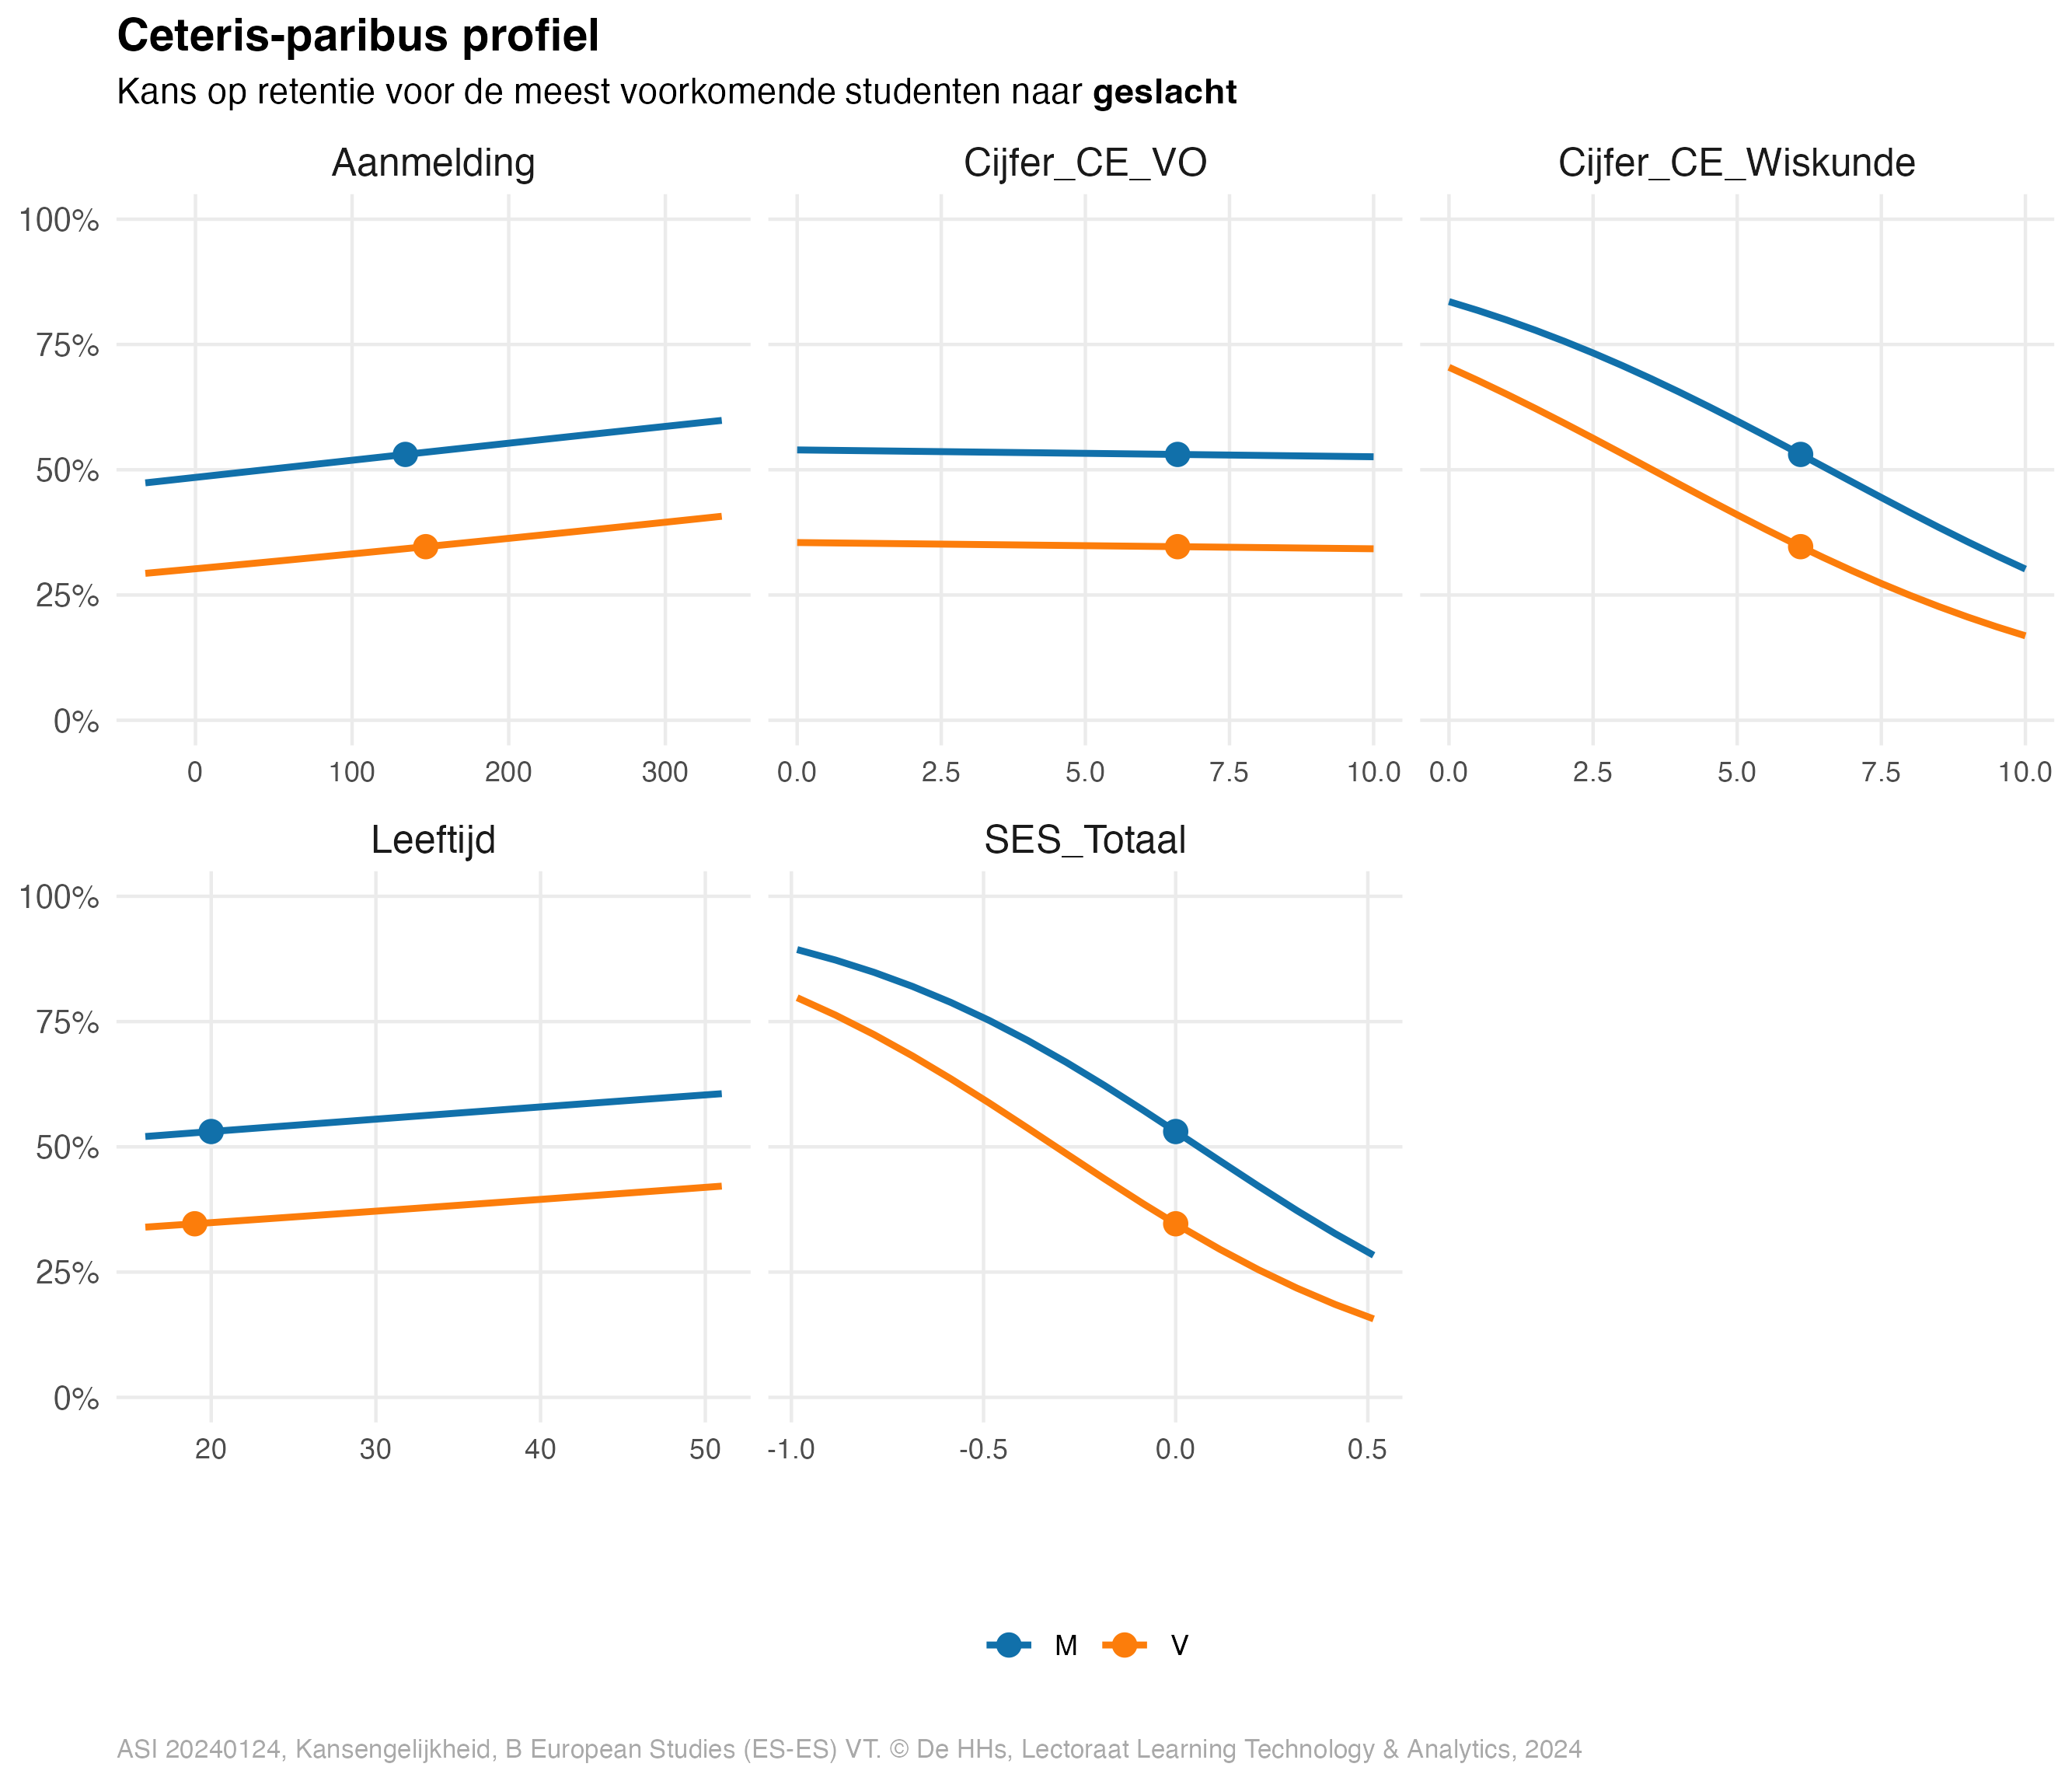 Ceteris-paribus profiel
Kans op retentie voor de meest voorkomende studenten naar geslacht
Aanmelding Cijfer_CE_VO Cijfer_CE_Wiskunde
100%
75%
50%
25%
0%
0 100 200 300 0.0 2.5 5.0 7.5 10.0 0.0 2.5 5.0 7.5 10.0
Leeftijd SES_Totaal
100%
75%
50%
25%
0%
20 30 40 50 -1.0 -0.5 0.0 0.5
M V
ASI 20240124, Kansengelijkheid, B European Studies (ES-ES) VT. © De HHs, Lectoraat Learning Technology & Analytics, 2024